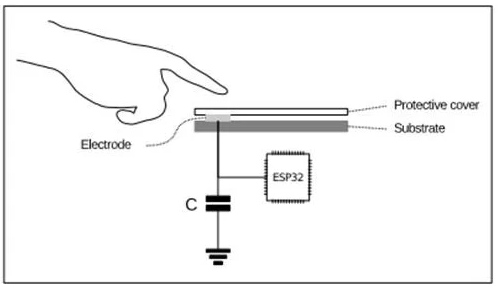 Protective cover
Substrate
Electrode
ESP32
C